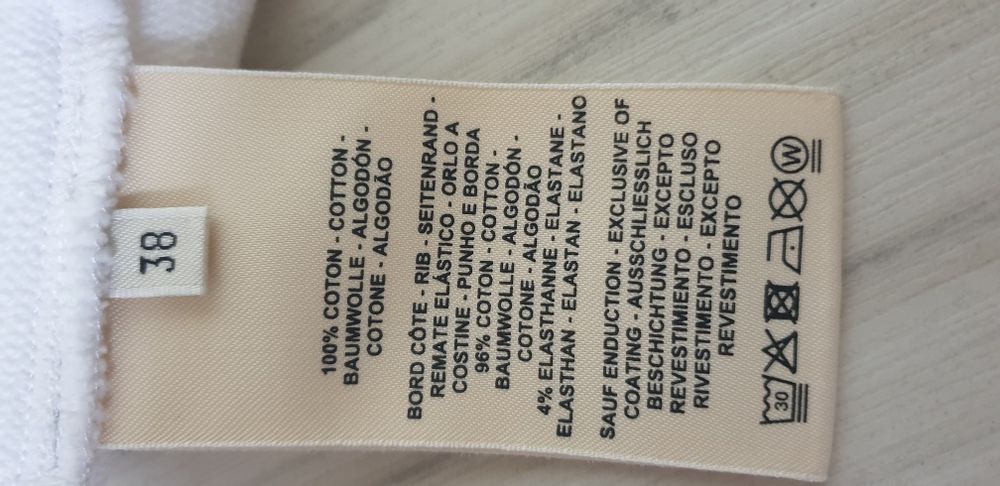 38
100% COTON - COTTON -
BAUMWOLLE - ALGODÓN -
COTONE - ALGODÃO
BORD CÔTE - RIB - SEITENRAND -
REMATE ELÁSTICO - ORLO A
COSTINE - PUNHO E BORDA
96% COTON - COTTON -
BAUMWOLLE - ALGODÓN -
COTONE - ALGODÃO
4% ELASTHANNE - ELASTANE -
ELASTHAN - ELASTAN - ELASTANO
SAUF ENDUCTION - EXCLUSIVE OF
COATING - AUSSCHLIESSLICH
BESCHICHTUNG - EXCEPTO
REVESTIMIENTO - ESCLUSO
RIVESTIMENTO - EXCEPTO
REVESTIMENTO
30 W